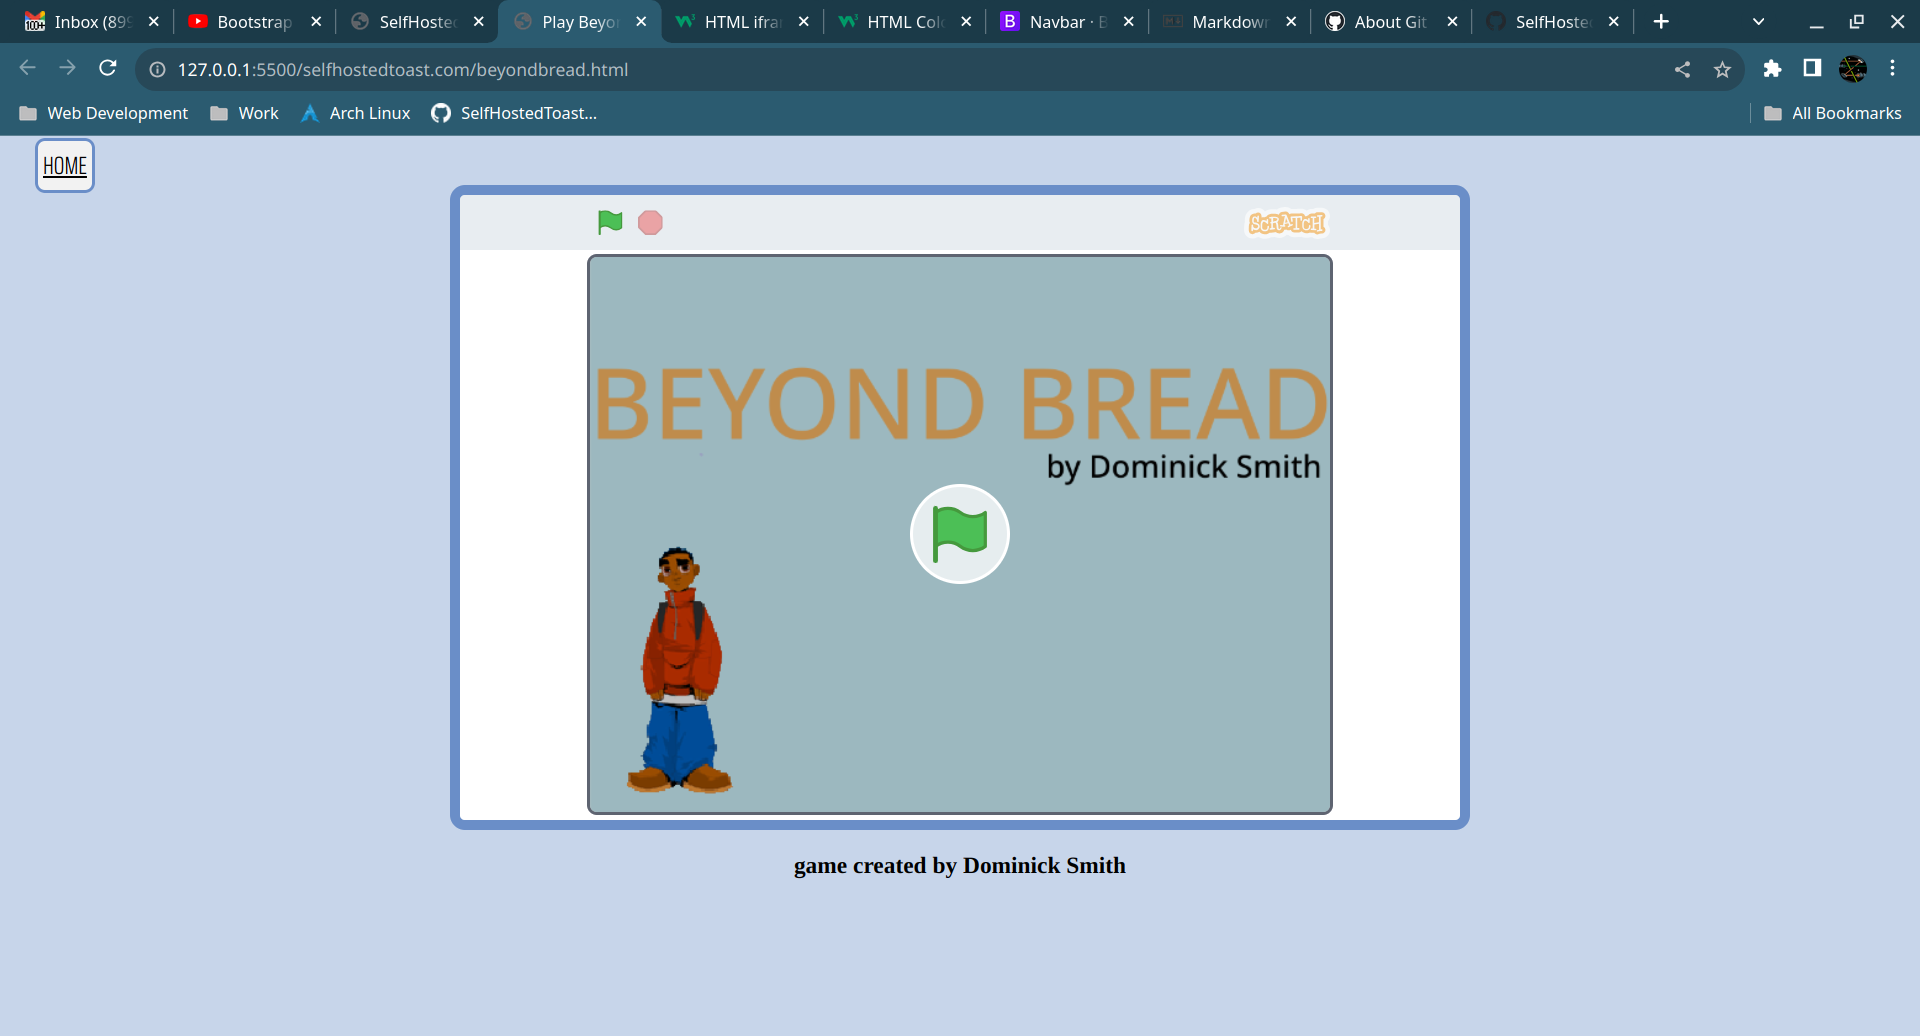 Inbox (899
Bootstrap
SelfHoste
Play Beyo
HTML ifra
HTML Col
Navbar · B
Markdow
About Git
SelfHoste
127.0.0.1:5500/selfhostedtoast.com/beyondbread.html
Web Development
Work
Arch Linux
SelfHostedToast...
All Bookmarks
HOME
SCRATCH
BEYOND BREAD
by Dominick Smith
game created by Dominick Smith